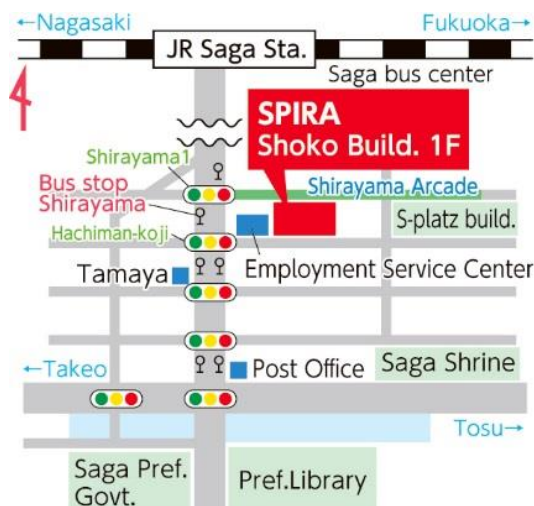 ←Nagasaki
Fukuoka→
JR Saga Sta.
Saga bus center
SPIRA
Shoko Build. 1F
Shirayama1
Shirayama Arcade
Bus stop
Shirayama
S-platz build.
Hachiman-koji
Employment Service Center
Tamaya
Post Office
Saga Shrine
←Takeo
Tosu→
Saga Pref.
Govt.
Pref.Library